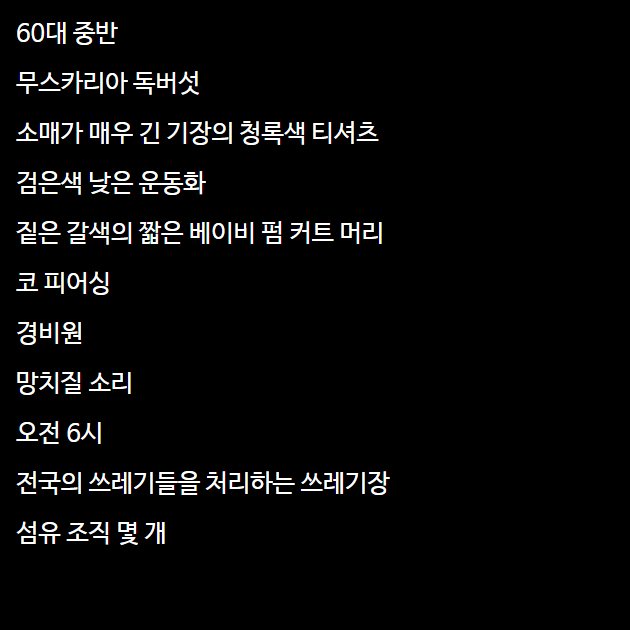 60대 중반
무스카리아 독버섯
소매가 매우 긴 기장의 청록색 티셔츠
검은색 낮은 운동화
짙은 갈색의 짧은 베이비 펌 커트 머리
코 피어싱
경비원
망치질 소리
오전 6시
전국의 쓰레기들을 처리하는 쓰레기장
섬유 조직 몇 개